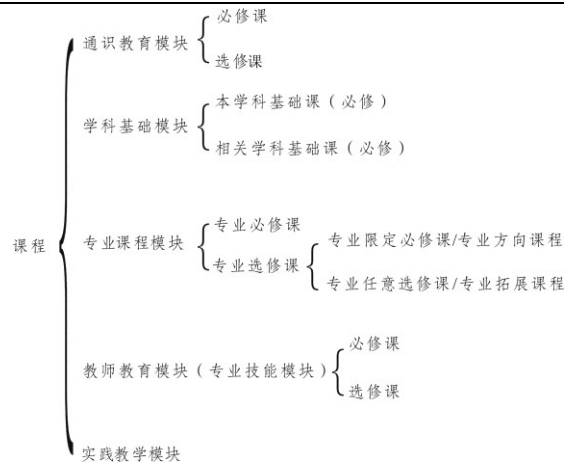 必修课
通识教育模块
选修课
本学科基础课（必修）
学科基础模块
相关学科基础课（必修）
专业必修课
专业限定必修课/专业方向课程
课程
专业课程模块
专业选修课
专业任意选修课/专业拓展课程
必修课
教师教育模块（专业技能模块）
选修课
实践教学模块